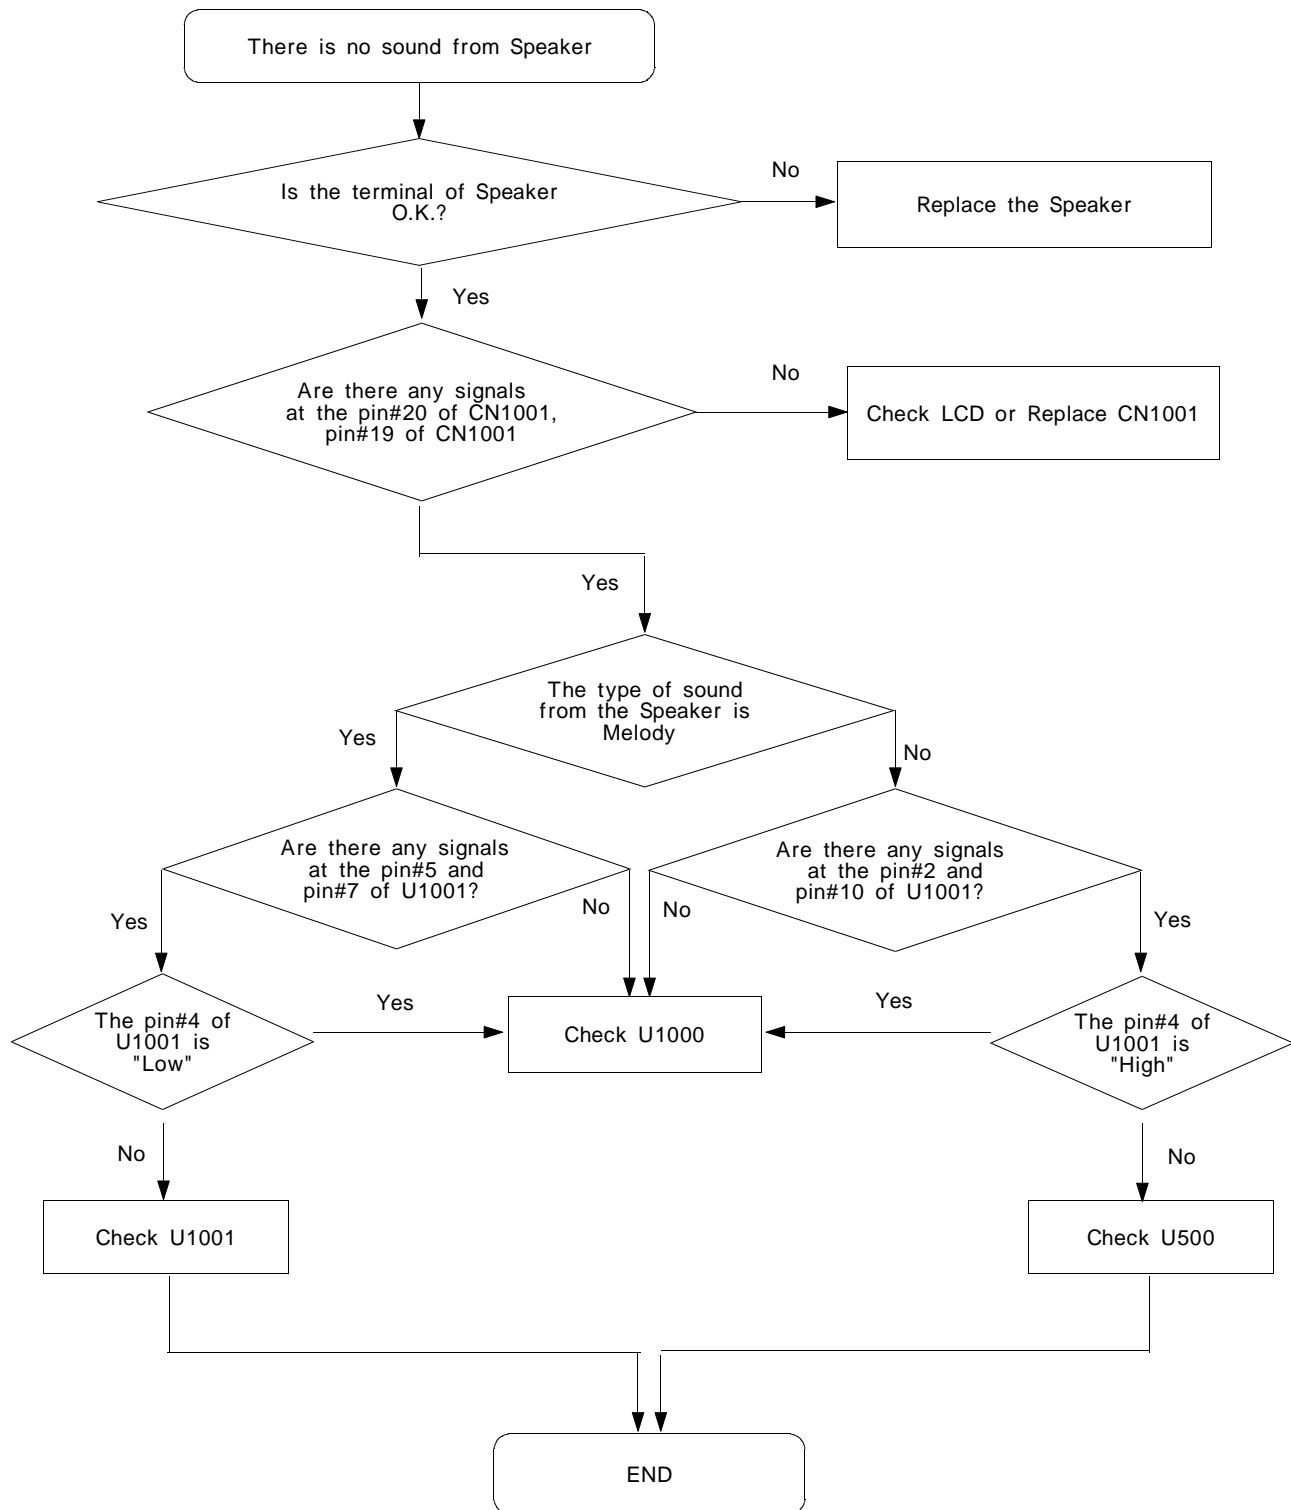 There is no sound from Speaker
Is the terminal of Speaker
O.K.?
No
Replace the Speaker
Yes
Are there any signals
at the pin#20 of CN1001,
pin#19 of CN1001
No
Check LCD or Replace CN1001
Yes
The type of sound
from the Speaker is
Melody
Yes
No
Are there any signals
at the pin#5 and
pin#7 of U1001?
Are there any signals
at the pin#2 and
pin#10 of U1001?
Yes
No
No
Yes
The pin#4 of
U1001 is
"Low"
Yes
Check U1000
Yes
The pin#4 of
U1001 is
"High"
No
No
Check U1001
Check U500
END